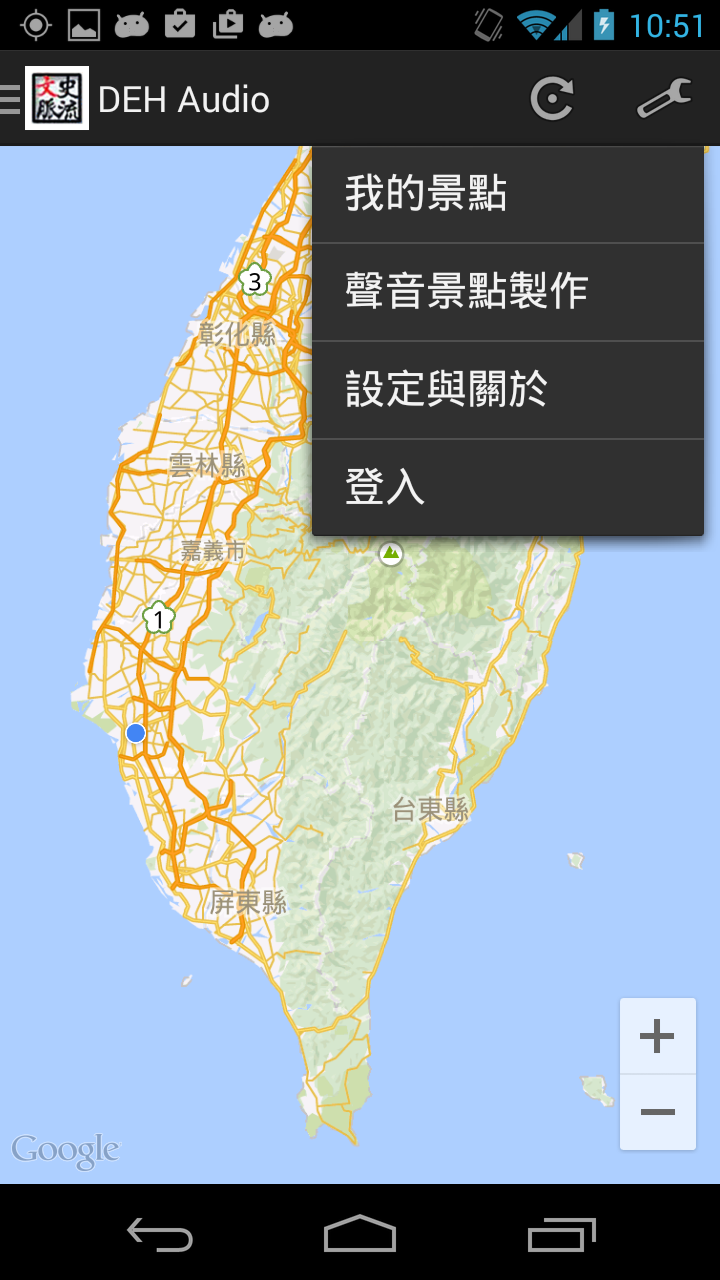 10:51
文史
脈流
DEH Audio
我的景點
聲音景點製作
設定與關於
登入
3
彰化縣
雲林縣
嘉義市
1
台東縣
屏東縣
Google